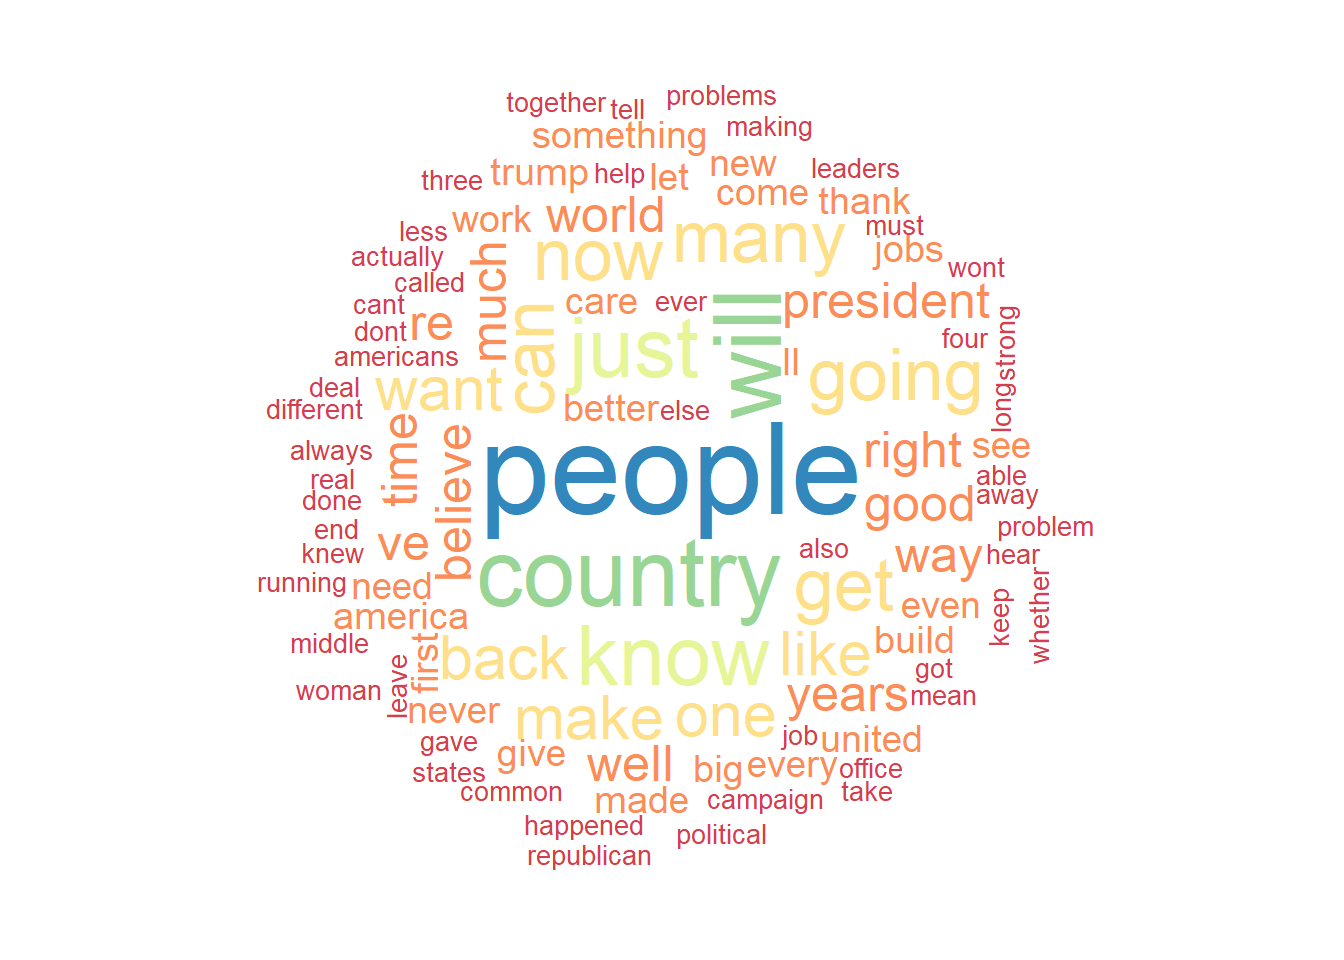 together
tell
problems
something
making
three
trump
help
let
new
leaders
come
thank
work
world
less
must
actually
now
many
jobs
called
much
wont
cant
care
ever
will
president
re
can
just
dont
four
americans
ll
going
strong
deal
want
long
different
better
else
always
time
believe
people
right
see
real
able
done
good
away
end
problem
knew
ve
also
way
hear
running
need
country
get
even
keep
whether
america
middle
first
back
know
like
build
woman
leave
got
never
years
mean
make
one
gave
job
united
states
give
well
big
every
office
common
made
campaign
take
happened
political
republican